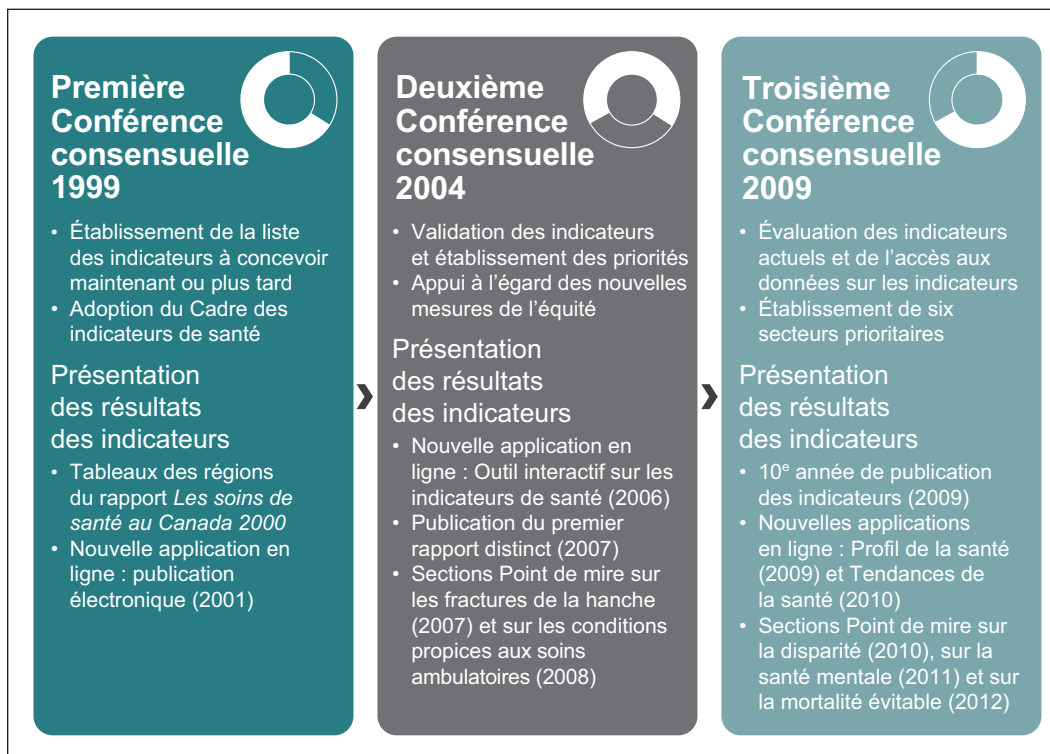 Première
Conférence
consensuelle
1999
• Établissement de la liste
des indicateurs à concevoir
maintenant ou plus tard
• Adoption du Cadre des
indicateurs de santé
Présentation
des résultats
des indicateurs
• Tableaux des régions
du rapport Les soins de
santé au Canada 2000
• Nouvelle application en
ligne : publication
électronique (2001)
›
Deuxième
Conférence
consensuelle
2004
• Validation des indicateurs
et établissement des priorités
• Appui à l’égard des nouvelles
mesures de l’équité
Présentation
des résultats
des indicateurs
• Nouvelle application en
ligne : Outil interactif sur les
indicateurs de santé (2006)
• Publication du premier
rapport distinct (2007)
• Sections Point de mire sur
les fractures de la hanche
(2007) et sur les conditions
propices aux soins
ambulatoires (2008)
›
Troisième
Conférence
consensuelle
2009
• Évaluation des indicateurs
actuels et de l’accès aux
données sur les indicateurs
• Établissement de six
secteurs prioritaires
Présentation
des résultats
des indicateurs
• 10e année de publication
des indicateurs (2009)
• Nouvelles applications
en ligne : Profil de la santé
(2009) et Tendances de
la santé (2010)
• Sections Point de mire sur
la disparité (2010), sur la
santé mentale (2011) et sur
la mortalité évitable (2012)